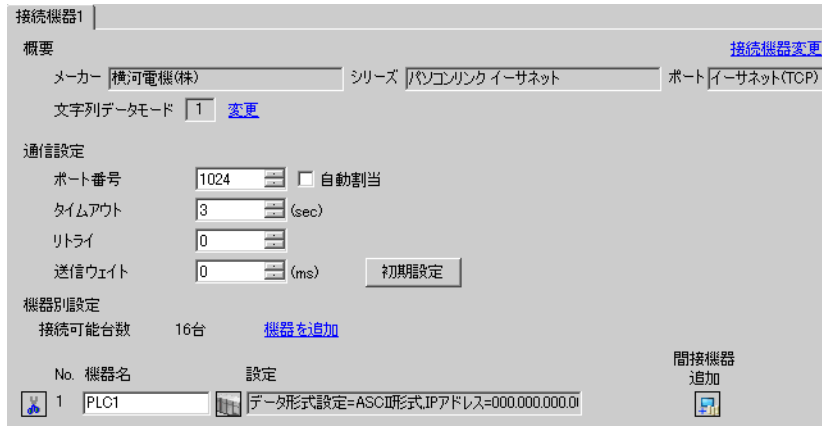 接続機器1
概要
接続機器変更
メーカー 横河電機(株) シリーズ パソコンリンク イーサネット ポート イーサネット(TCP)
文字列データモード 1 変更
通信設定
ポート番号 1024 自動割当
タイムアウト 3 (sec)
リトライ 0
送信ウェイト 0 (ms) 初期設定
機器別設定
接続可能台数 16台 機器を追加
間接機器
No. 機器名 設定 追加
1 PLC1 データ形式設定=ASCII形式,IPアドレス=000.000.000.0